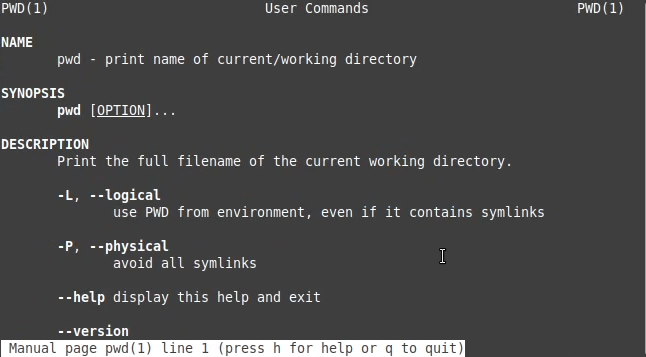 PWD(1) User Commands PWD(1)
NAME
pwd - print name of current/working directory
SYNOPSIS
pwd [OPTION]...
DESCRIPTION
Print the full filename of the current working directory.
-L, --logical
use PWD from environment, even if it contains symlinks
-P, --physical
avoid all symlinks
--help display this help and exit
--version
Manual page pwd(1) line 1 (press h for help or q to quit)